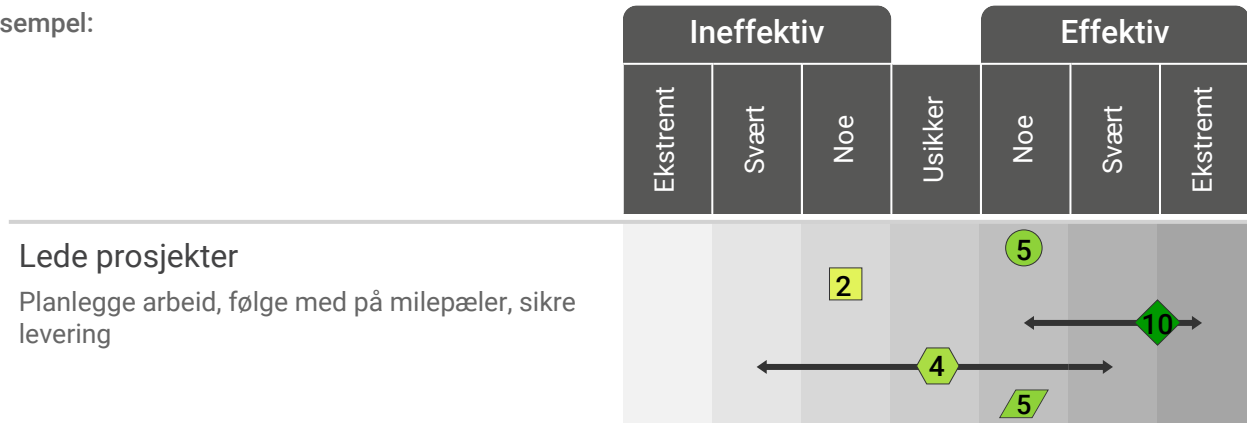 sempel:
Ineffektiv
Effektiv
Ekstremt
Svært
Noe
Usikker
Noe
Svært
Ekstremt
Lede prosjekter
5
Planlegge arbeid, følge med på milepæler, sikre
levering
2
10
4
5